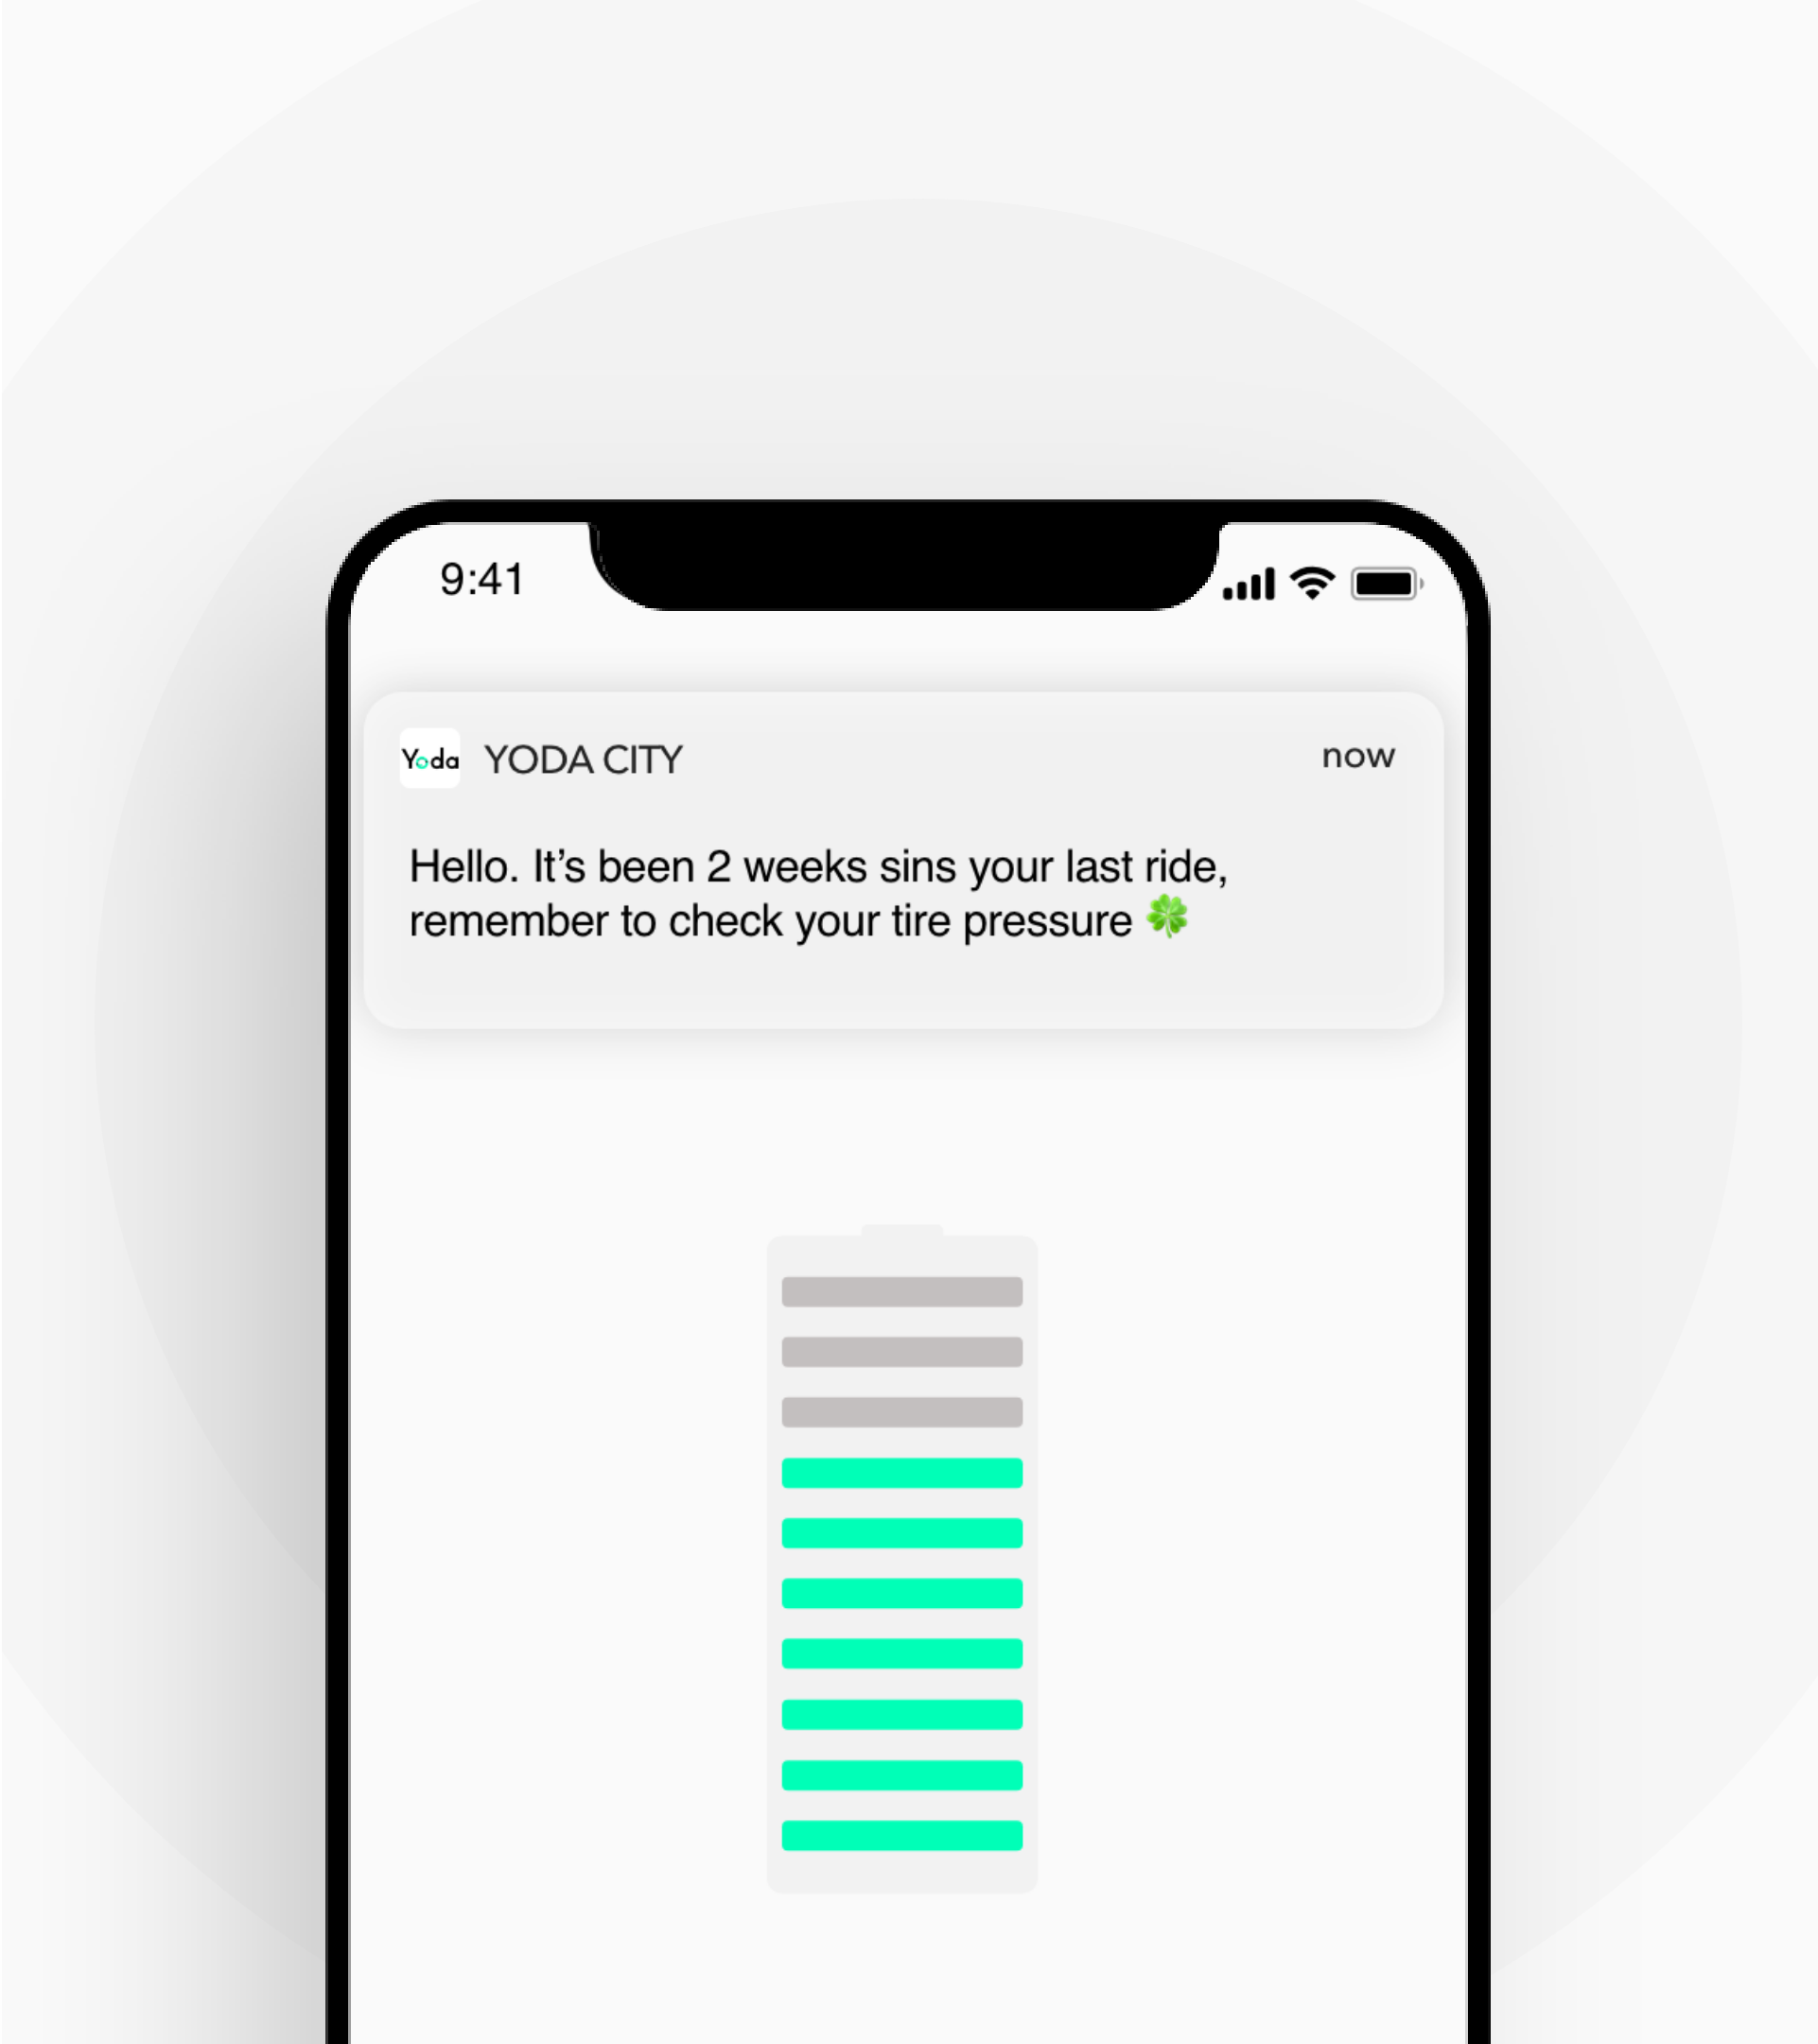 9:41
Yoda YODA CITY now
Hello. It’s been 2 weeks sins your last ride,
remember to check your tire pressure 🍀